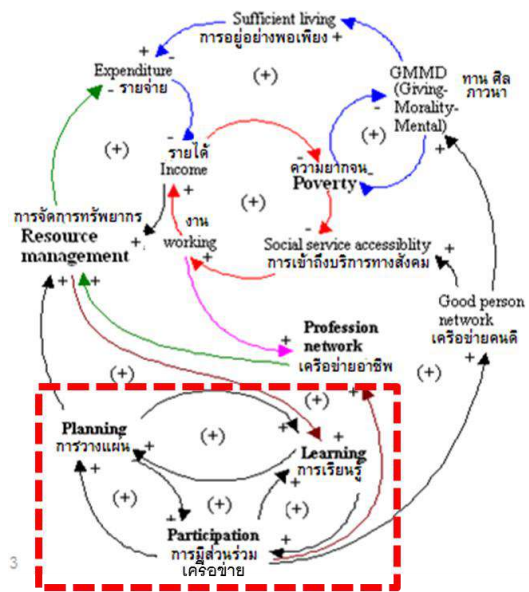 Sufficient living
การอยู่อย่างพอเพียง +
+
-
Expenditure
- รายจ่าย
(+)
GMMD
(Giving-
Morality-
Mental)
ทาน ศีล
ภาวนา
-
(+)
+
(+)
-
รายได้
Income
+
-
ความยากจน
Poverty
-
(+)
การจัดการทรัพยากร
Resource
management
+
+
+
งาน
working
+
-
Social service accessiblity
การเข้าถึงบริการทางสังคม
+
+
Good person
network
เครือข่ายคนดี
+
+
Profession
network
เครือข่ายอาชีพ
+
(+)
(+)
Planning
การวางแผน
+
+
(+)
+
Learning
การเรียนรู้
+
+
(+)
(+)
(+)
+
Participation
การมีส่วนร่วม
เครือข่าย
+
3